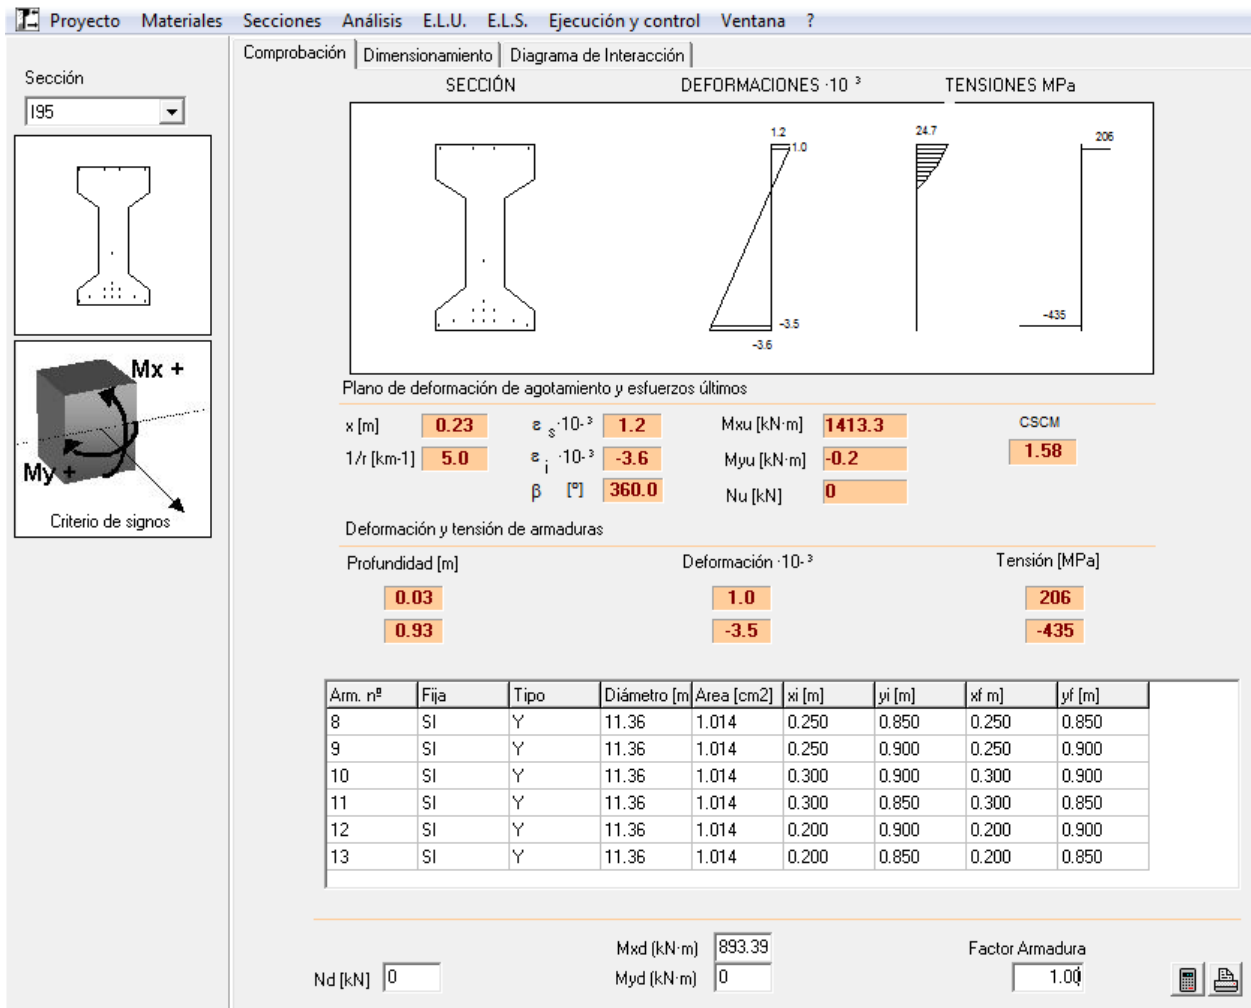 Proyecto Materiales Secciones Análisis E.L.U. E.L.S. Ejecución y control Ventana ?
Comprobación Dimensionamiento Diagrama de Interacción
Sección
I95
SECCIÓN DEFORMACIONES ·10 ³ TENSIONES MPa
1.2 24.7 206
1.0
-3.5 -435
-3.6
Mx +
My +
Criterio de signos
Plano de deformación de agotamiento y esfuerzos últimos
x [m] 0.23 ε s ·10- ³ 1.2 Mxu [kN·m] 1413.3 CSCM
1/r [km-1] 5.0 ε i ·10- ³ -3.6 Myu [kN·m] -0.2 1.58
β [º] 360.0 Nu [kN] 0
Deformación y tensión de armaduras
Profundidad [m] Deformación ·10- ³ Tensión [MPa]
0.03 1.0 206
0.93 -3.5 -435
Arm. nº Fija Tipo Diámetro [m Area [cm2] xi [m] yi [m] xf m] yf [m]
8 SI Y 11.36 1.014 0.250 0.850 0.250 0.850
9 SI Y 11.36 1.014 0.250 0.900 0.250 0.900
10 SI Y 11.36 1.014 0.300 0.900 0.300 0.900
11 SI Y 11.36 1.014 0.300 0.850 0.300 0.850
12 SI Y 11.36 1.014 0.200 0.900 0.200 0.900
13 SI Y 11.36 1.014 0.200 0.850 0.200 0.850
Mxd (kN·m) 893.39 Factor Armadura
Nd [kN] 0 Myd (kN·m) 0 1.00